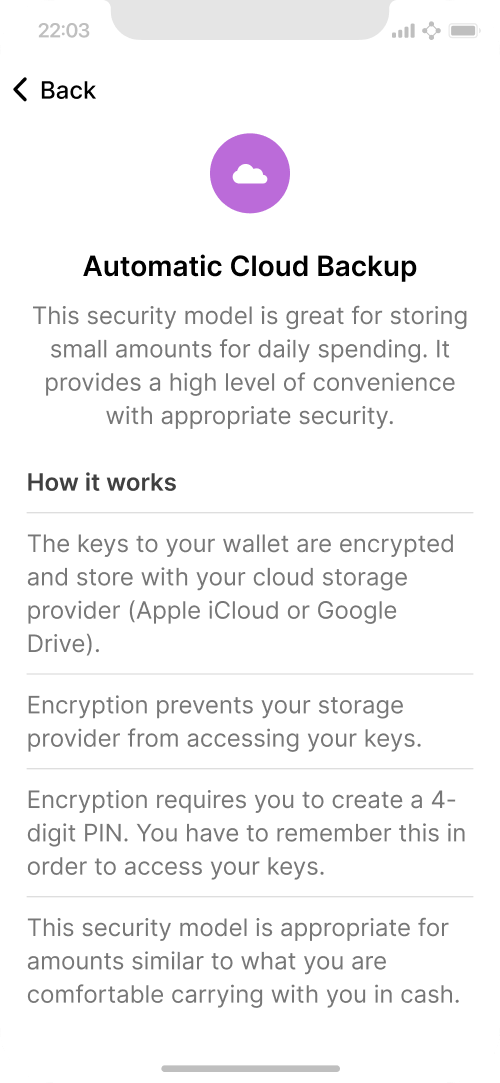 22:03
Back
Automatic Cloud Backup
This security model is great for storing
small amounts for daily spending. It
provides a high level of convenience
with appropriate security.
How it works
The keys to your wallet are encrypted
and store with your cloud storage
provider (Apple iCloud or Google
Drive).
Encryption prevents your storage
provider from accessing your keys.
Encryption requires you to create a 4-
digit PIN. You have to remember this in
order to access your keys.
This security model is appropriate for
amounts similar to what you are
comfortable carrying with you in cash.